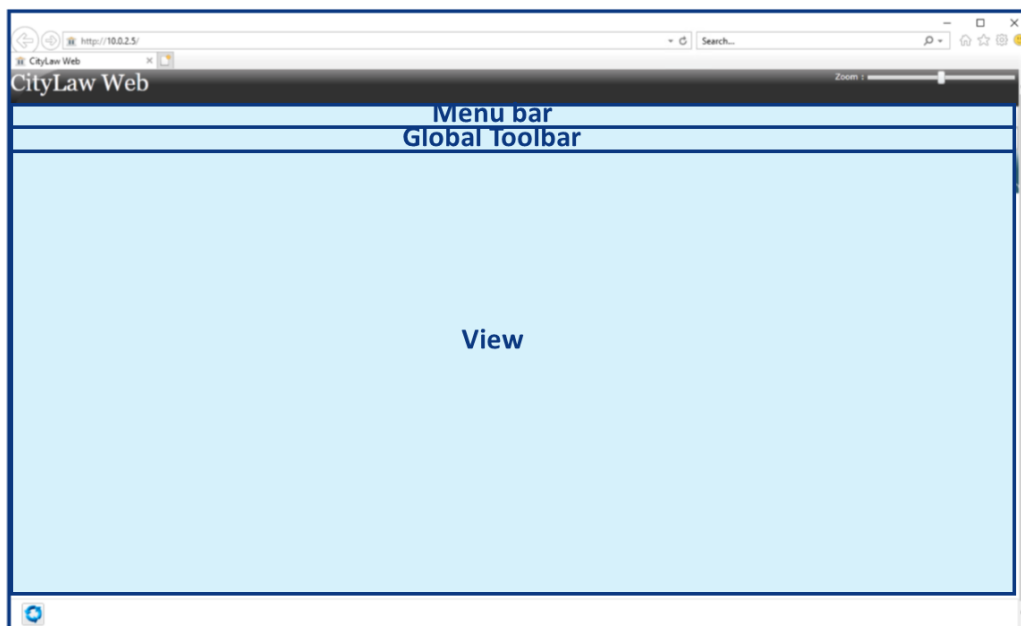 http://10.0.2.5/
Search...
CityLaw Web
CityLaw Web
Zoom :
Menu bar
Global Toolbar
View